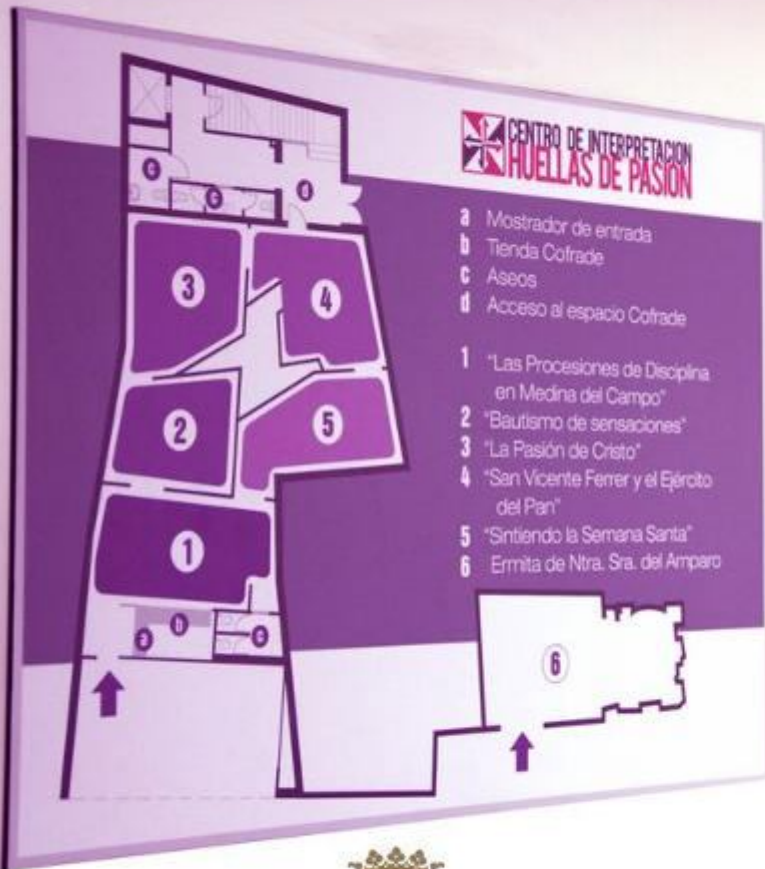 CENTRO DE INTERPRETACION
HUELLAS DE PASION
a Mostrador de entrada
b Tienda Cofrade
c Aseos
d Acceso al espacio Cofrade
1 "Las Procesiones de Disciplina
en Medina del Campo"
2 "Bautismo de sensaciones"
3 "La Pasión de Cristo"
4 "San Vicente Ferrer y el Ejército
del Pan"
5 "Sintiendo la Semana Santa"
6 Ermita de Ntra. Sra. del Amparo
c
c
d
3
4
2
5
1
a
b
c
6